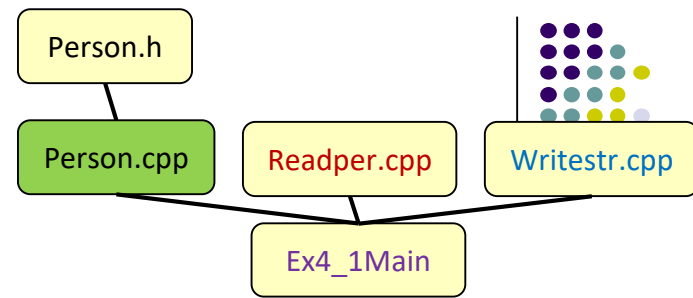 Person.h
Person.cpp
Readper.cpp
Writestr.cpp
Ex4_1Main